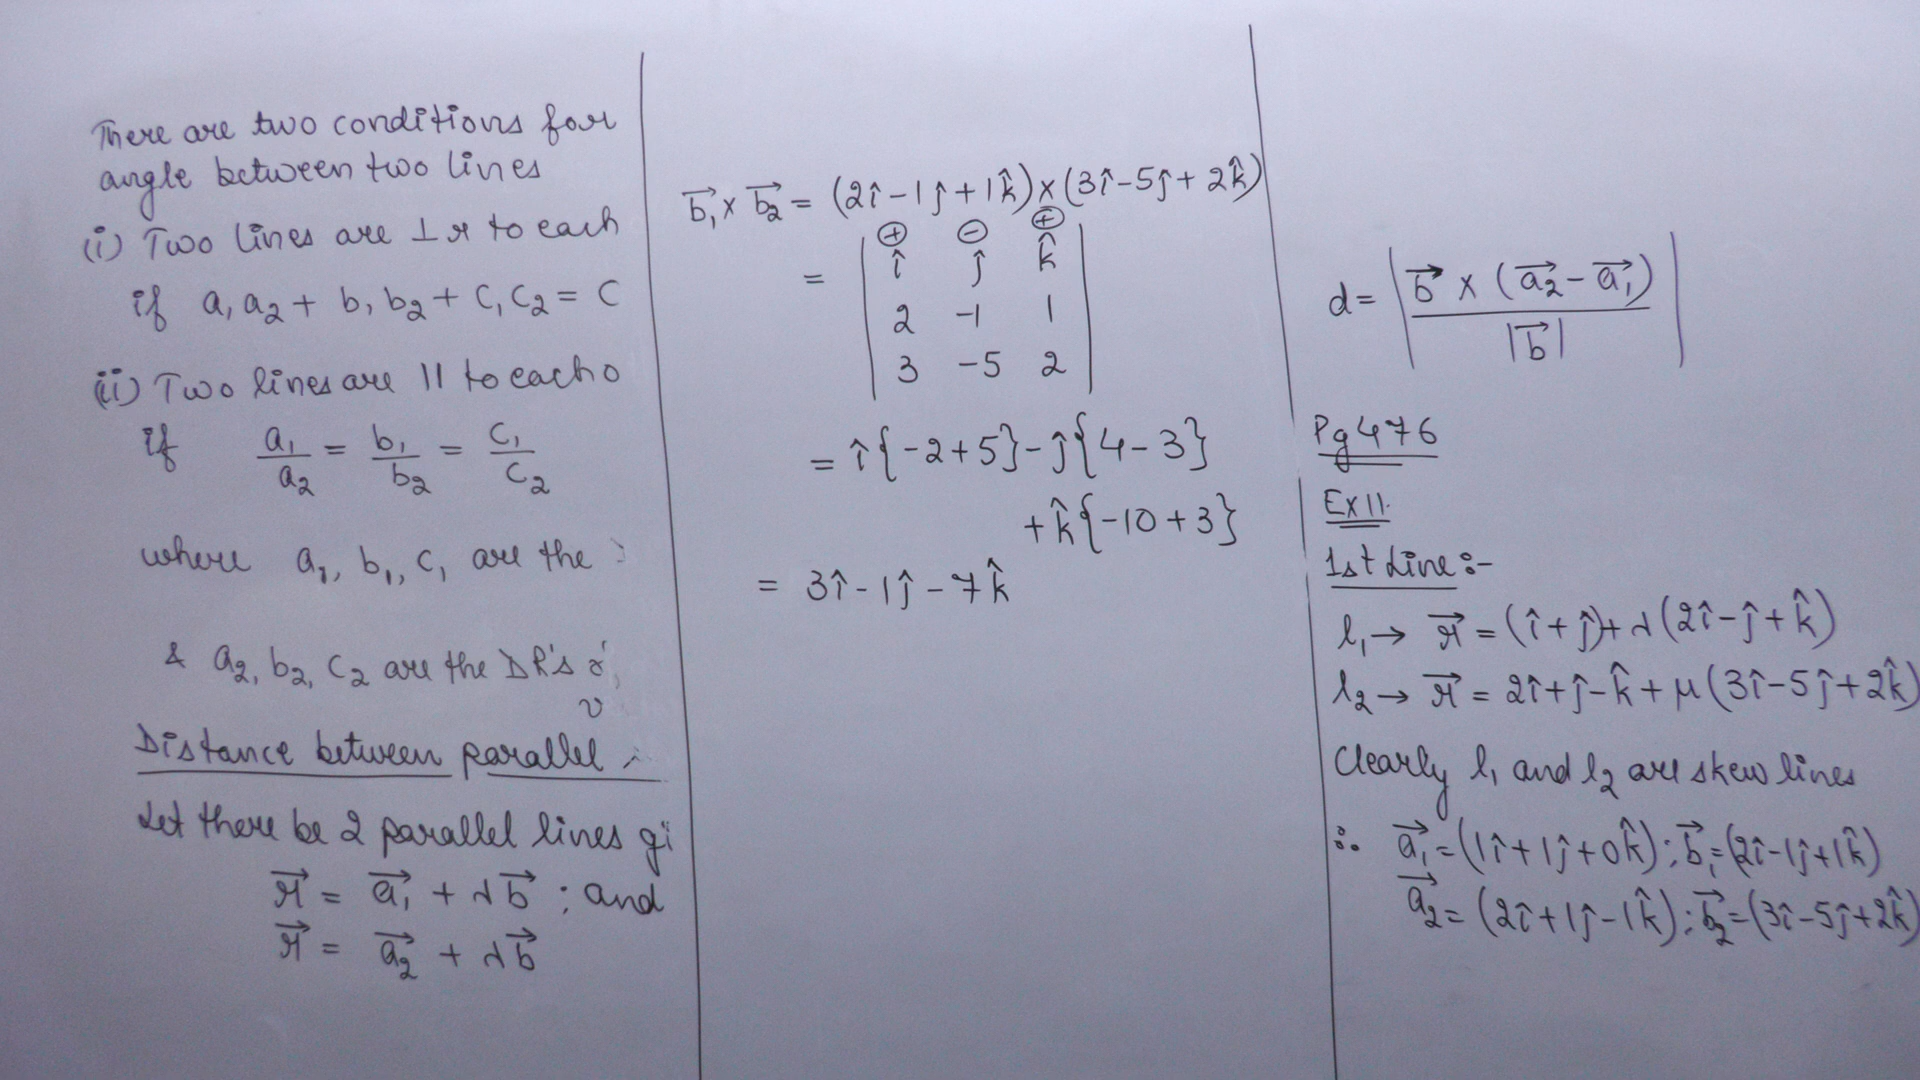 There are two conditions for
angle between two lines
(i) Two lines are ⊥r to each
if a₁a₂ + b₁b₂ + c₁c₂ = C
(ii) Two lines are || to each o
if a₁/a₂ = b₁/b₂ = c₁/c₂
where a₁, b₁, c₁ are the
& a₂, b₂, c₂ are the DR's
Distance between parallel
Let there be 2 parallel lines gi
r⃗ = a⃗₁ + λb⃗ ; and
r⃗ = a⃗₂ + λb⃗
b⃗₁ × b⃗₂ = (2î - 1ĵ + 1k̂) × (3î - 5ĵ + 2k̂)
⊕ ⊖ ⊕
= | î ĵ k̂ |
| 2 -1 1 |
| 3 -5 2 |
= î{-2+5} - ĵ{4-3}
+ k̂{-10+3}
= 3î - 1ĵ - 7k̂
d = | b⃗ × (a⃗₂ - a⃗₁) / |b⃗| |
Pg 476
Ex 11.
1st Line :-
l₁ → r⃗ = (î + ĵ) + λ(2î - ĵ + k̂)
l₂ → r⃗ = 2î + ĵ - k̂ + μ(3î - 5ĵ + 2k̂)
Clearly l₁ and l₂ are skew lines
∴ a⃗₁ = (1î + 1ĵ + 0k̂) ; b⃗₁ = (2î - 1ĵ + 1k̂)
a⃗₂ = (2î + 1ĵ - 1k̂) ; b⃗₂ = (3î - 5ĵ + 2k̂)